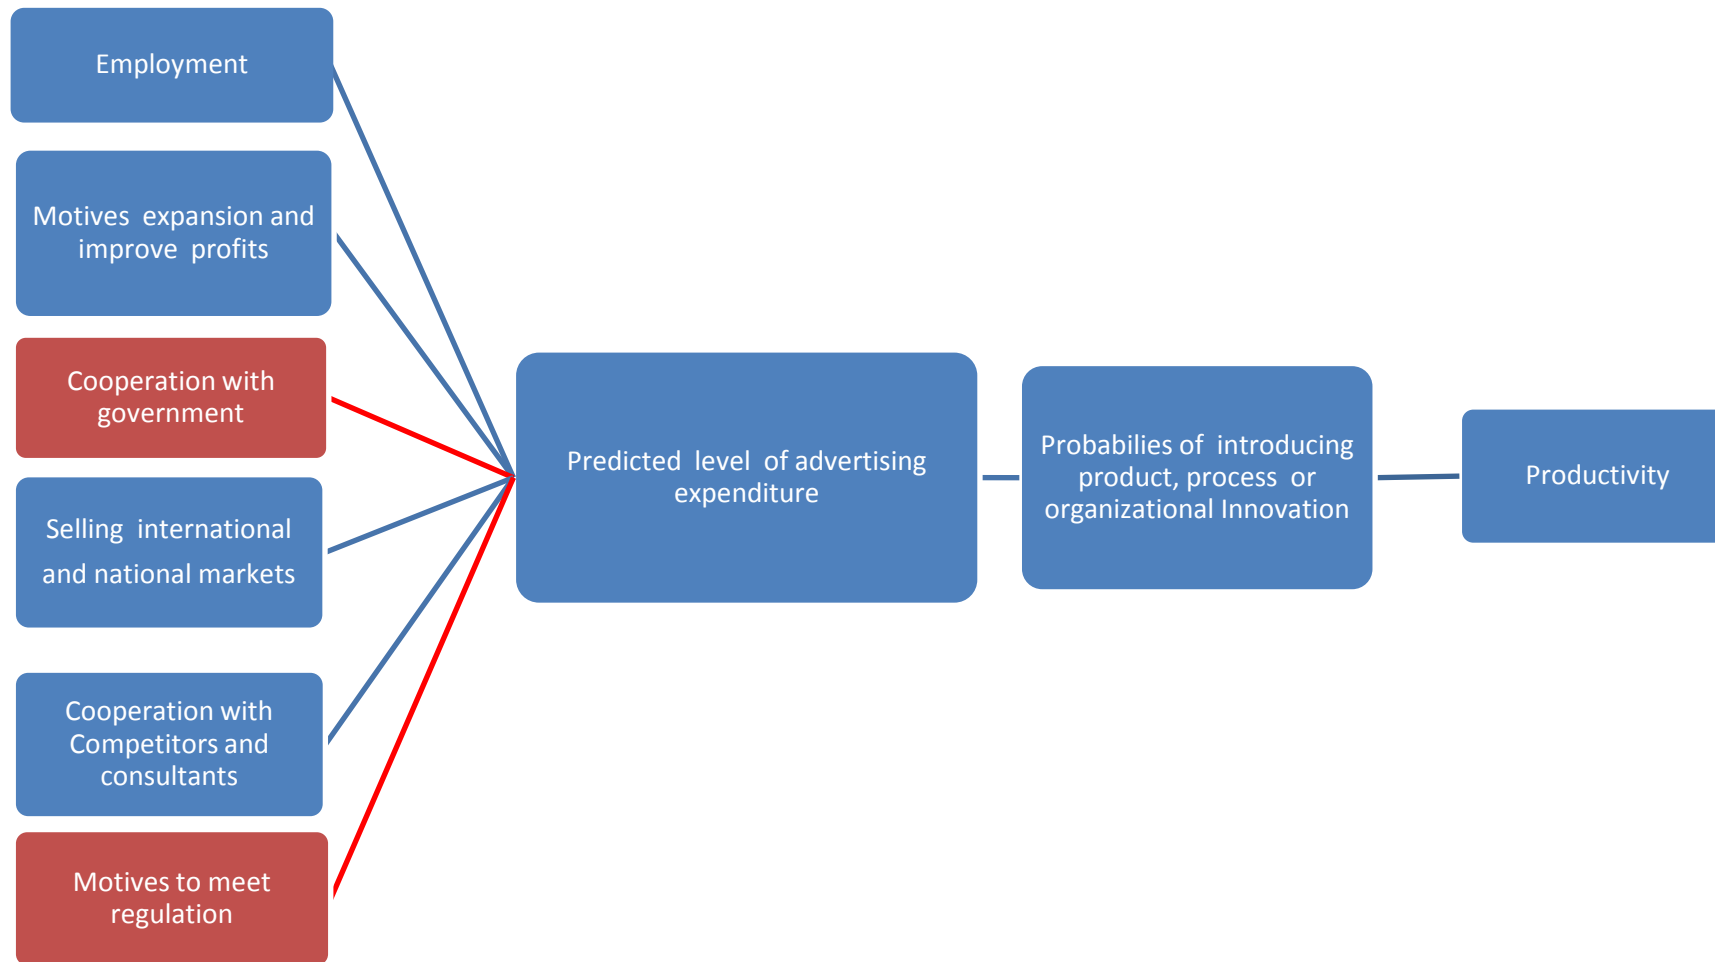 Employment
Motives expansion and
improve profits
Cooperation with
government
Selling international
and national markets
Cooperation with
Competitors and
consultants
Motives to meet
regulation
Predicted level of advertising
expenditure
Probabilies of introducing
product, process or
organizational Innovation
Productivity